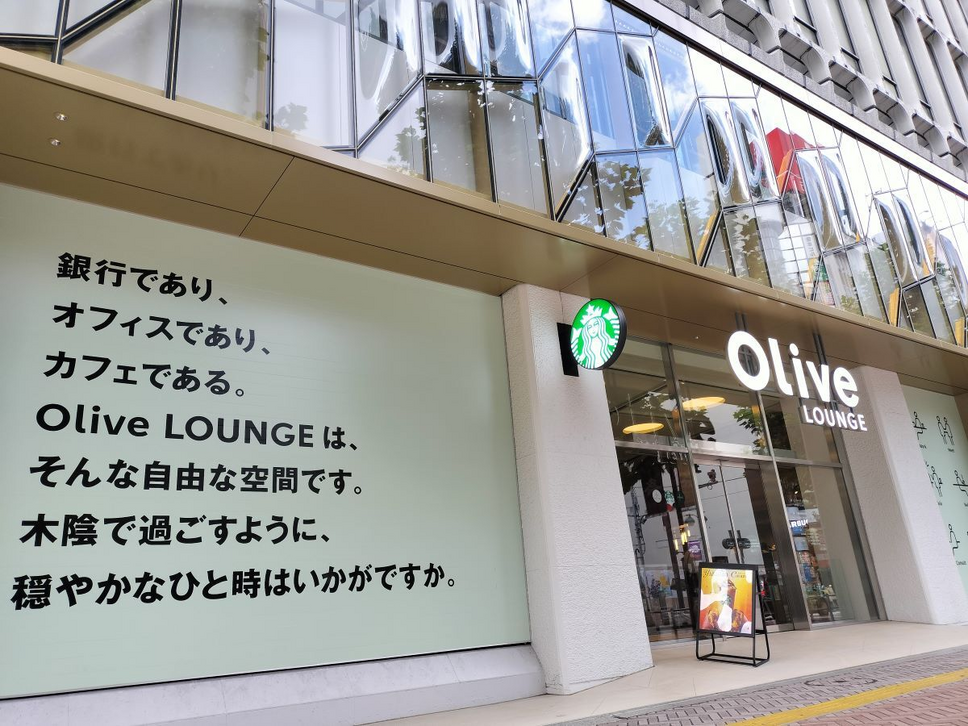 銀行であり、
オフィスであり、
カフェである。
Olive LOUNGE は、
そんな自由な空間です。
木陰で過ごすように、
穏やかなひと時はいかがですか。
Olive
LOUNGE